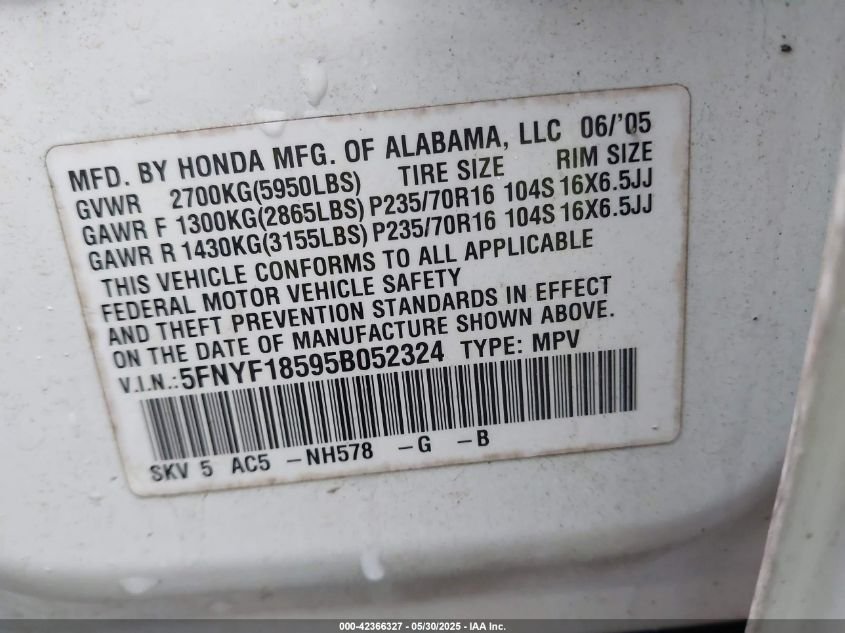 MFD. BY HONDA MFG. OF ALABAMA, LLC 06/'05
GVWR 2700KG(5950LBS) TIRE SIZE RIM SIZE
GAWR F 1300KG(2865LBS) P235/70R16 104S 16X6.5JJ
GAWR R 1430KG(3155LBS) P235/70R16 104S 16X6.5JJ
THIS VEHICLE CONFORMS TO ALL APPLICABLE
FEDERAL MOTOR VEHICLE SAFETY
AND THEFT PREVENTION STANDARDS IN EFFECT
ON THE DATE OF MANUFACTURE SHOWN ABOVE.
V.I.N.:5FNYF18595B052324 TYPE: MPV
SKV 5 AC5 -NH578 -G -B
000-42366327 - 05/30/2025 - IAA Inc.